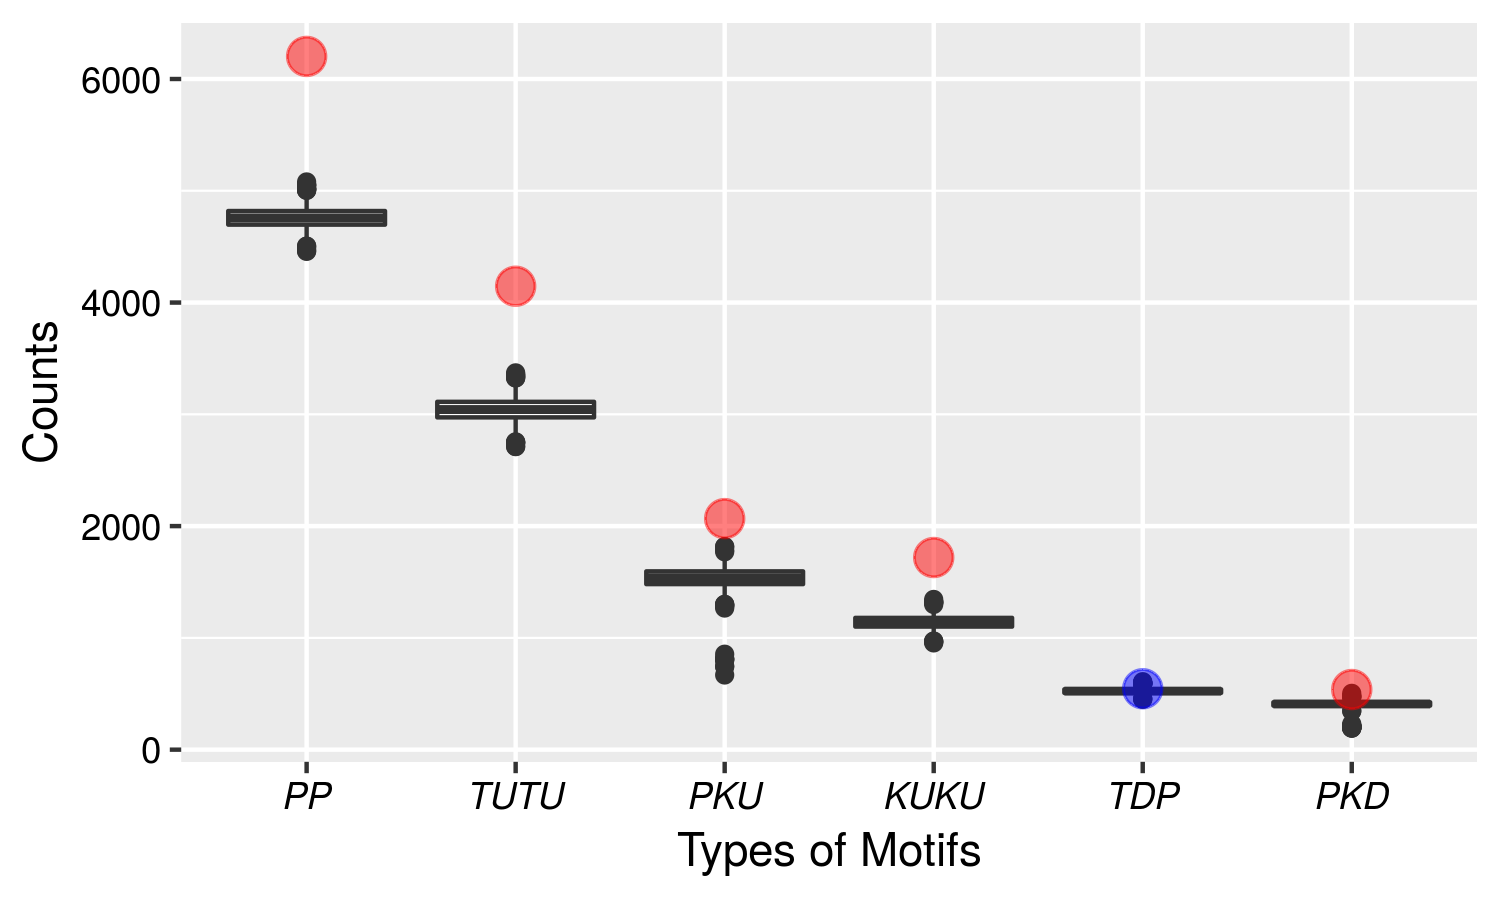 6000
4000
2000
0
Counts
PP TUTU PKU KUKU TDP PKD
Types of Motifs